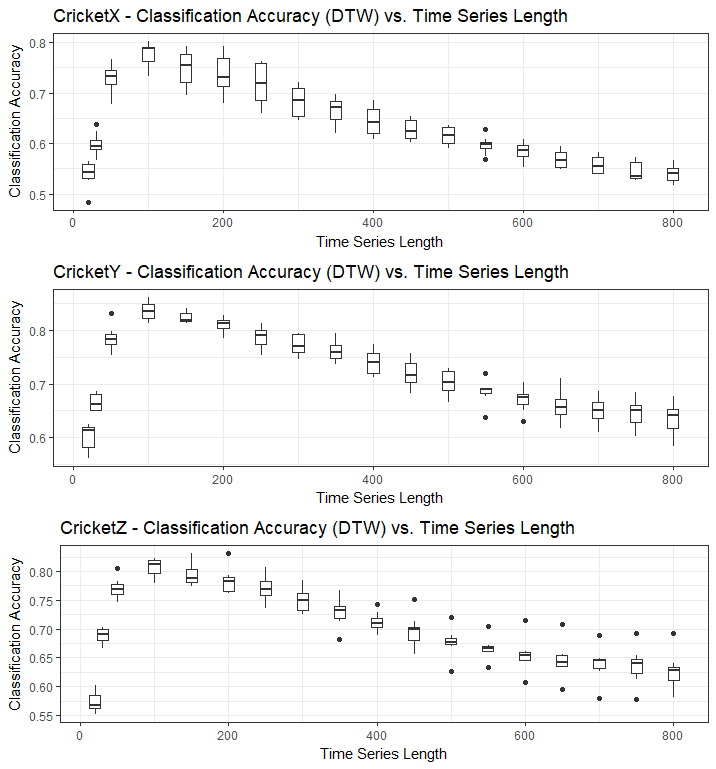 CricketX - Classification Accuracy (DTW) vs. Time Series Length
Classification Accuracy
0.8
0.7
0.6
0.5
0 200 400 600 800
Time Series Length
CricketY - Classification Accuracy (DTW) vs. Time Series Length
Classification Accuracy
0.8
0.7
0.6
0 200 400 600 800
Time Series Length
CricketZ - Classification Accuracy (DTW) vs. Time Series Length
Classification Accuracy
0.80
0.75
0.70
0.65
0.60
0.55
0 200 400 600 800
Time Series Length